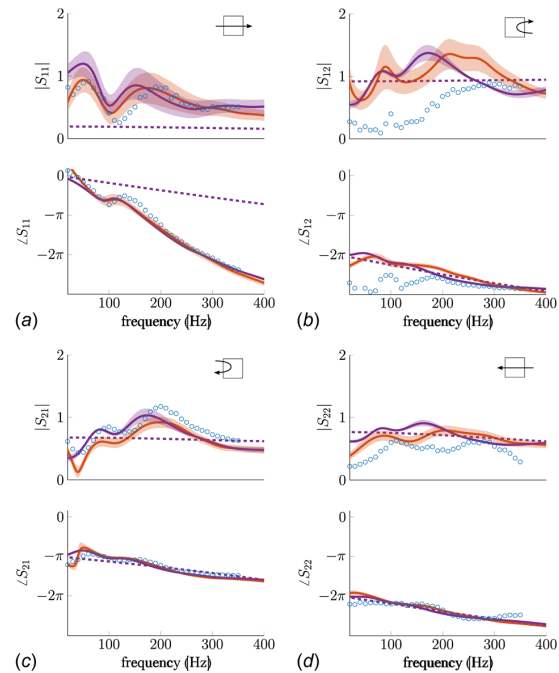 2
1
0
|S₁₁|
0
−π
−2π
∠S₁₁
100 200 300 400
frequency (Hz)
(a)
2
1
0
|S₁₂|
0
−2π
∠S₁₂
100 200 300 400
frequency (Hz)
(b)
2
1
0
|S₂₁|
0
−π
−2π
∠S₂₁
100 200 300 400
frequency (Hz)
(c)
2
1
0
|S₂₂|
0
−π
−2π
∠S₂₂
100 200 300 400
frequency (Hz)
(d)